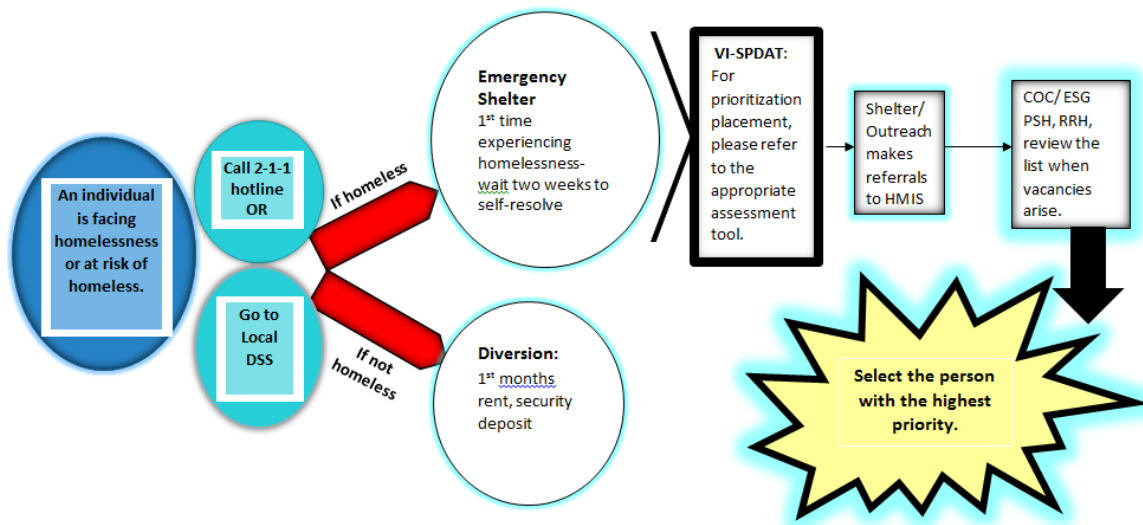 An individual
is facing
homelessness
or at risk of
homeless.
Call 2-1-1
hotline
OR
Go to
Local
DSS
If homeless
If not
homeless
Emergency
Shelter
1st time
experiencing
homelessness-
wait two weeks to
self-resolve
Diversion:
1st months
rent, security
deposit
VI-SPDAT:
For
prioritization
placement,
please refer to
the appropriate
assessment
tool.
Shelter/
Outreach
makes
referrals
to HMIS
COC/ ESG
PSH, RRH,
review the
list when
vacancies
arise.
Select the person
with the highest
priority.